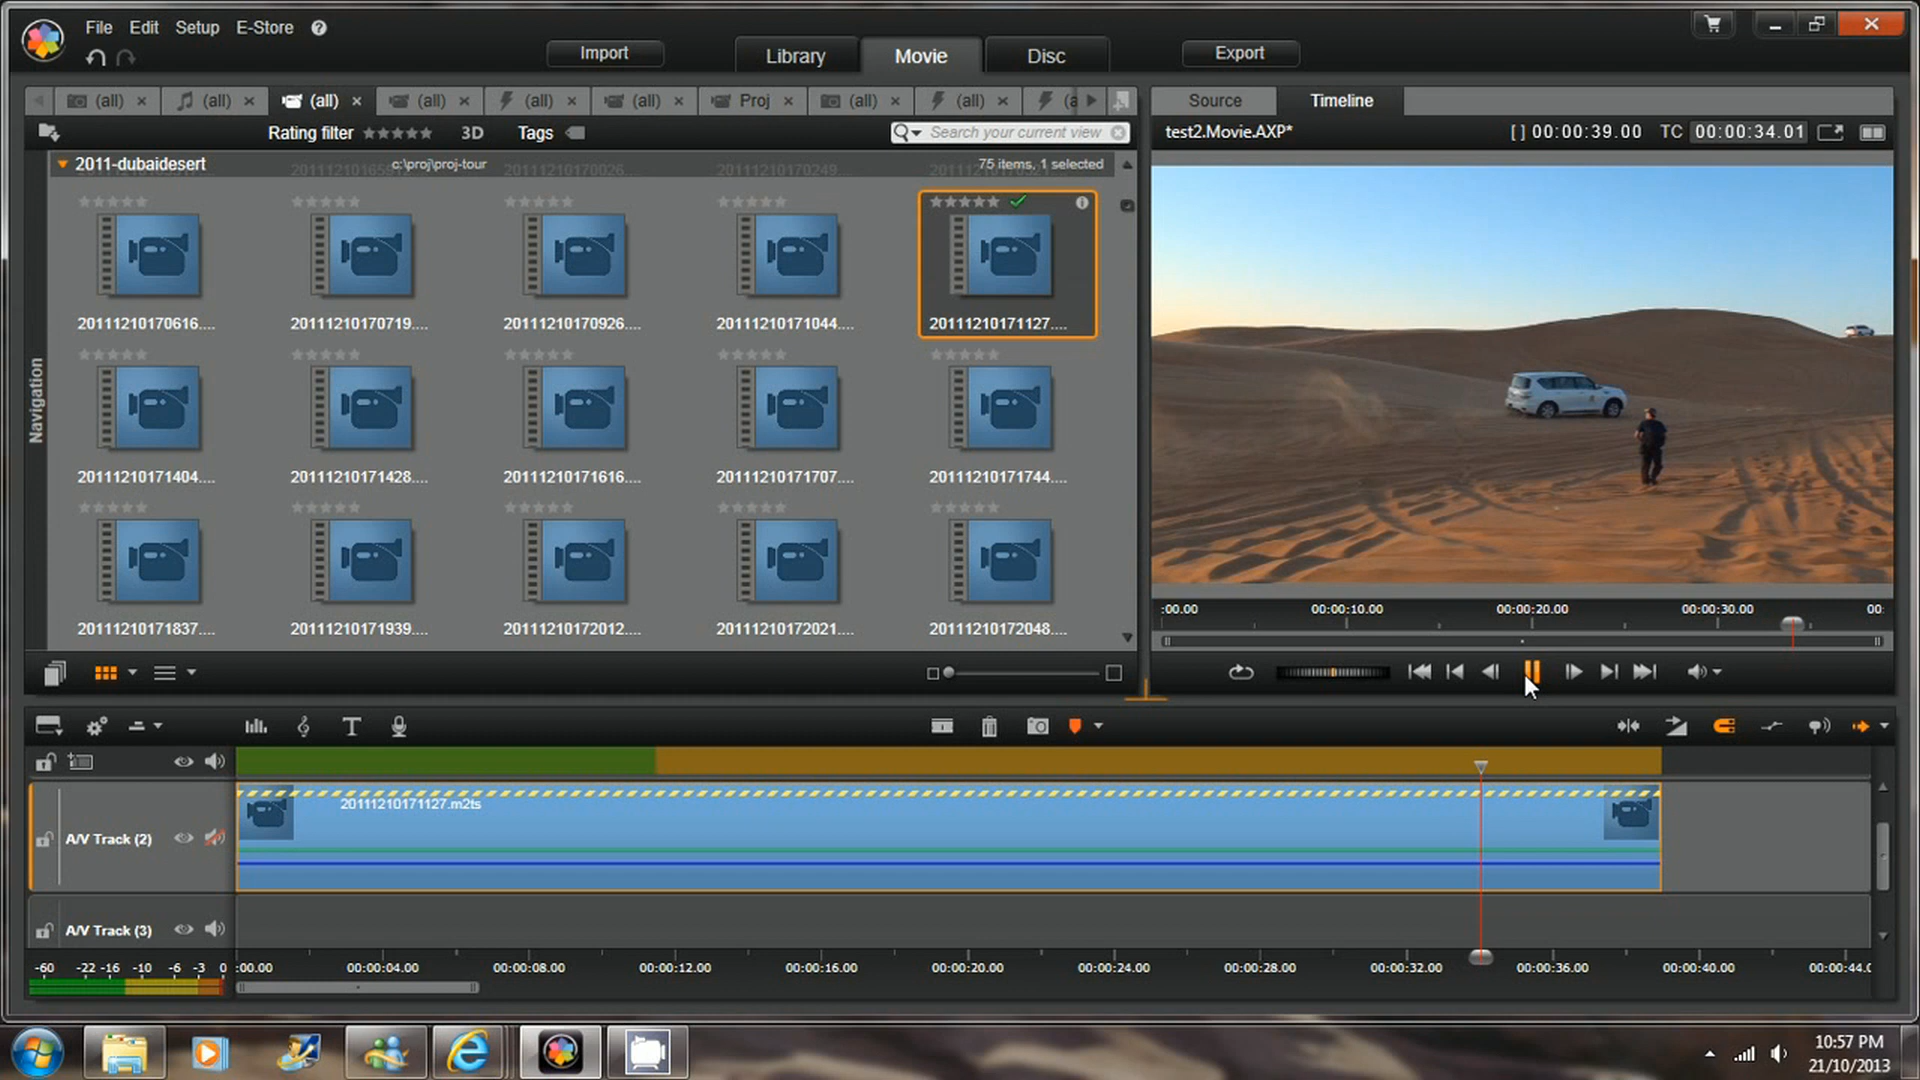 File Edit Setup E-Store ?
Import Library Movie Disc Export
(all) (all) (all) (all) (all) (all) Proj (all) (all) (a
Source Timeline
Rating filter 3D Tags Search your current view
test2.Movie.AXP* [ ] 00:00:39.00 TC 00:00:34.01
2011-dubaidesert c:\proj\proj-tour 75 items, 1 selected
20111210170616.... 20111210170719.... 20111210170926.... 20111210171044.... 20111210171127....
Navigation
20111210171404.... 20111210171428.... 20111210171616.... 20111210171707.... 20111210171744....
20111210171837.... 20111210171939.... 20111210172012.... 20111210172021.... 20111210172048....
:00.00 00:00:10.00 00:00:20.00 00:00:30.00 00:
T
20111210171127.m2ts
A/V Track (2)
A/V Track (3)
-60 -22 -16 -10 -6 -3 0
:00.00 00:00:04.00 00:00:08.00 00:00:12.00 00:00:16.00 00:00:20.00 00:00:24.00 00:00:28.00 00:00:32.00 00:00:36.00 00:00:40.00 00:00:44.0
10:57 PM
21/10/2013